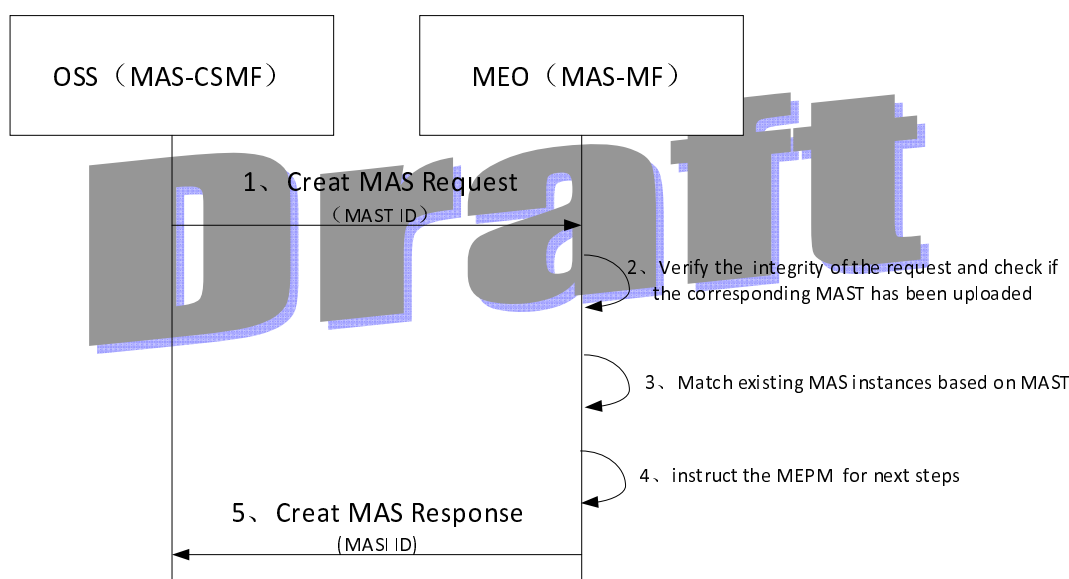 OSS（MAS-CSMF）
MEO（MAS-MF）
Draft
1、Creat MAS Request
（MAST ID）
2、Verify the integrity of the request and check if
the corresponding MAST has been uploaded
3、Match existing MAS instances based on MAST
4、instruct the MEPM for next steps
5、Creat MAS Response
(MASI ID)